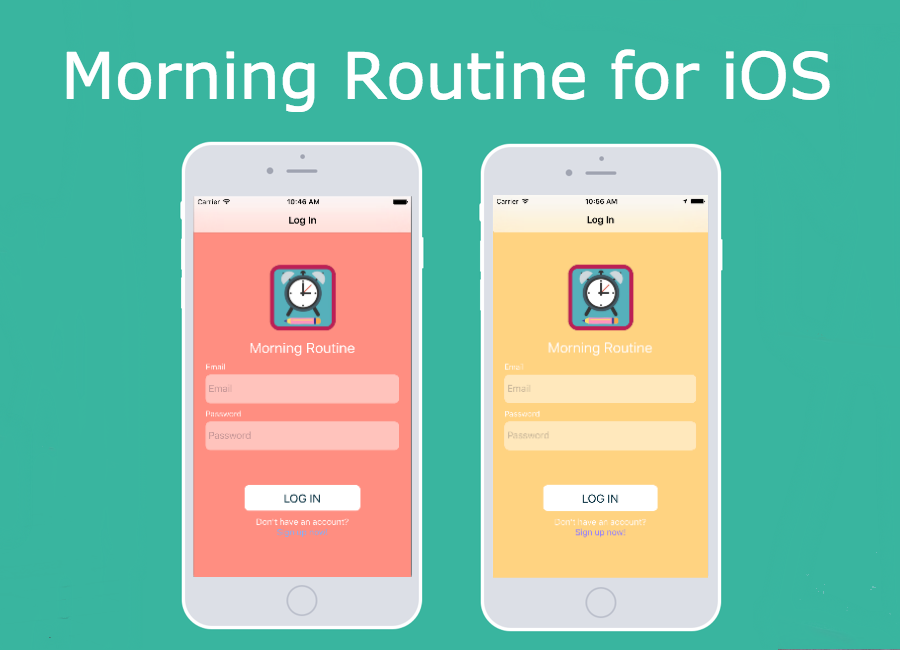 Morning Routine for iOS
Carrier 10:46 AM
Log In
Morning Routine
Email
Email
Password
Password
LOG IN
Don't have an account?
Sign up now!
Carrier 10:56 AM
Log In
Morning Routine
Email
Email
Password
Password
LOG IN
Don't have an account?
Sign up now!